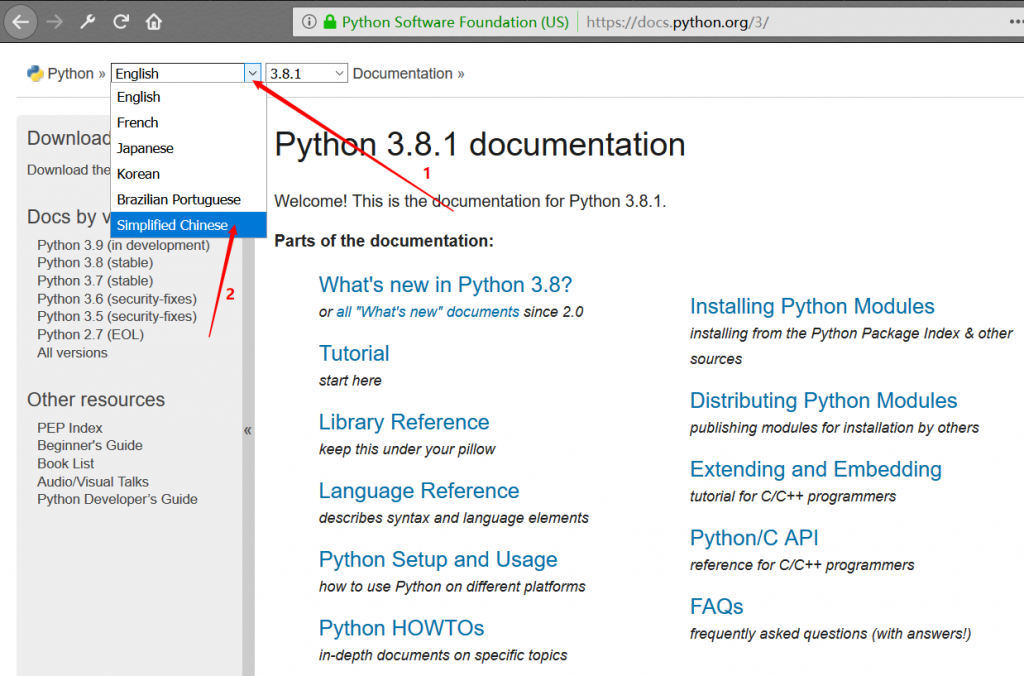 Python Software Foundation (US) https://docs.python.org/3/
Python » English 3.8.1 Documentation »
English
French
Japanese
Korean
Brazilian Portuguese
Simplified Chinese
1
2
Download
Download the
Docs by v
Python 3.9 (in development)
Python 3.8 (stable)
Python 3.7 (stable)
Python 3.6 (security-fixes)
Python 3.5 (security-fixes)
Python 2.7 (EOL)
All versions
Other resources
PEP Index
Beginner's Guide
Book List
Audio/Visual Talks
Python Developer's Guide
«
Python 3.8.1 documentation
Welcome! This is the documentation for Python 3.8.1.
Parts of the documentation:
What's new in Python 3.8?
or all "What's new" documents since 2.0
Tutorial
start here
Library Reference
keep this under your pillow
Language Reference
describes syntax and language elements
Python Setup and Usage
how to use Python on different platforms
Python HOWTOs
in-depth documents on specific topics
Installing Python Modules
installing from the Python Package Index & other
sources
Distributing Python Modules
publishing modules for installation by others
Extending and Embedding
tutorial for C/C++ programmers
Python/C API
reference for C/C++ programmers
FAQs
frequently asked questions (with answers!)